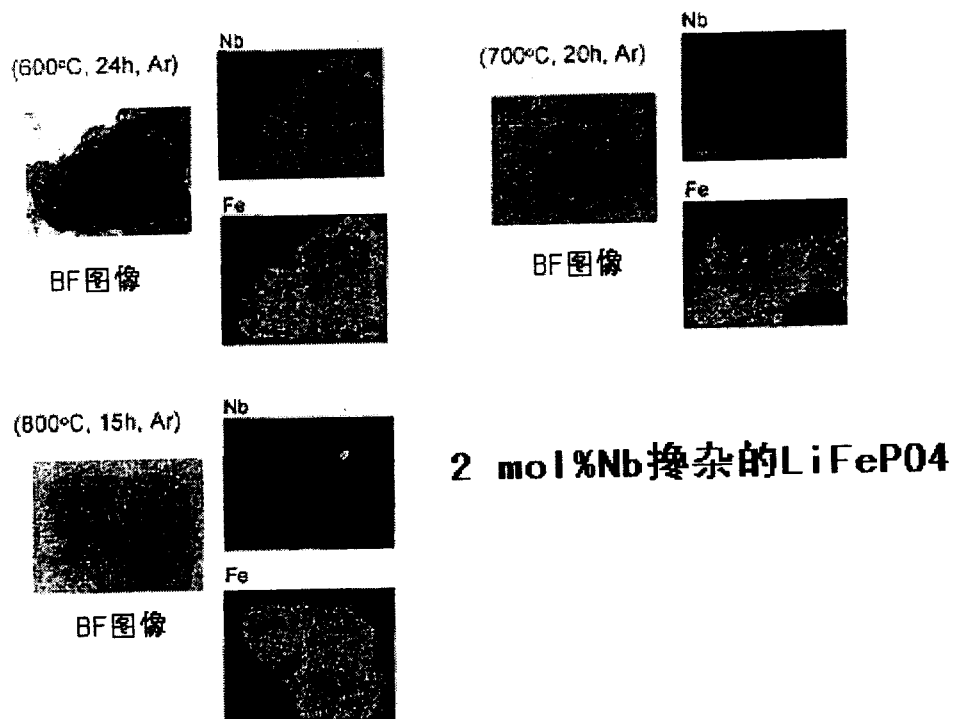 (600°C, 24h, Ar)
Nb
BF图像
Fe
(700°C, 20h, Ar)
Nb
BF图像
Fe
(800°C, 15h, Ar)
Nb
BF图像
Fe
2 mol%Nb搀杂的LiFePO4